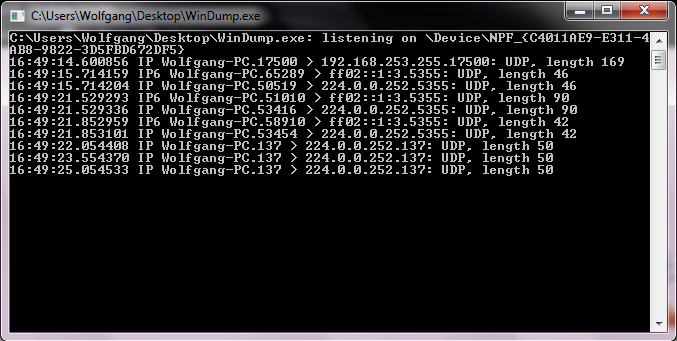 C:\Users\Wolfgang\Desktop\WinDump.exe
C:\Users\Wolfgang\Desktop\WinDump.exe: listening on \Device\NPF_{C4011AE9-E311-4
AB8-9822-3D5FBD672DF5}
16:49:14.600856 IP Wolfgang-PC.17500 > 192.168.253.255.17500: UDP, length 169
16:49:15.714159 IP6 Wolfgang-PC.65289 > ff02::1:3.5355: UDP, length 46
16:49:15.714204 IP Wolfgang-PC.50519 > 224.0.0.252.5355: UDP, length 46
16:49:21.529293 IP6 Wolfgang-PC.51010 > ff02::1:3.5355: UDP, length 90
16:49:21.529336 IP Wolfgang-PC.53416 > 224.0.0.252.5355: UDP, length 90
16:49:21.852959 IP6 Wolfgang-PC.58910 > ff02::1:3.5355: UDP, length 42
16:49:21.853101 IP Wolfgang-PC.53454 > 224.0.0.252.5355: UDP, length 42
16:49:22.054408 IP Wolfgang-PC.137 > 224.0.0.252.137: UDP, length 50
16:49:23.554370 IP Wolfgang-PC.137 > 224.0.0.252.137: UDP, length 50
16:49:25.054533 IP Wolfgang-PC.137 > 224.0.0.252.137: UDP, length 50